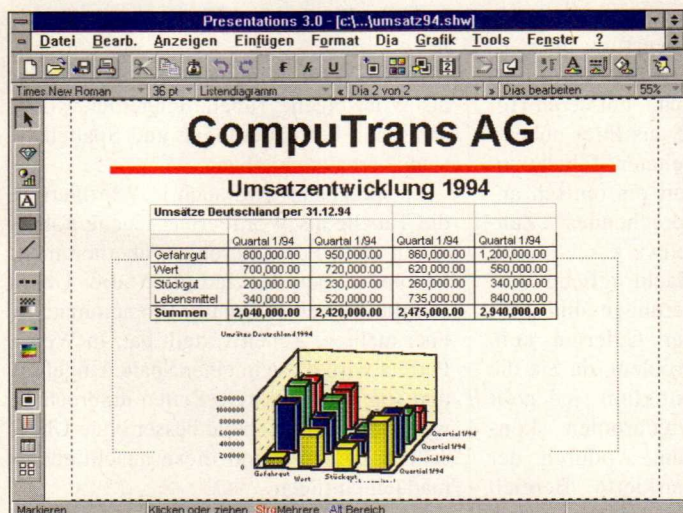 Presentations 3.0 - [c:\...\umsatz94.shw]
Datei Bearb. Anzeigen Einfügen Format Dia Grafik Tools Fenster ?
Times New Roman 36 pt Listendiagramm « Dia 2 von 2 » Dias bearbeiten 55%
CompuTrans AG
Umsatzentwicklung 1994
Umsätze Deutschland per 31.12.94
Quartal 1/94 Quartal 1/94 Quartal 1/94 Quartal 1/94
Gefahrgut 800,000.00 950,000.00 860,000.00 1,200,000.00
Wert 700,000.00 720,000.00 620,000.00 560,000.00
Stückgut 200,000.00 230,000.00 260,000.00 340,000.00
Lebensmittel 340,000.00 520,000.00 735,000.00 840,000.00
Summen 2,040,000.00 2,420,000.00 2,475,000.00 2,940,000.00
Umsätze Deutschland 1994
1200000
1000000
800000
600000
400000
200000
0
Quartal 1/94
Quartal 1/94
Quartal 1/94
Quartal 1/94
Gefahrgut
Wert
Stückgut
Markieren Klicken oder ziehen Strg Mehrere Alt Bereich